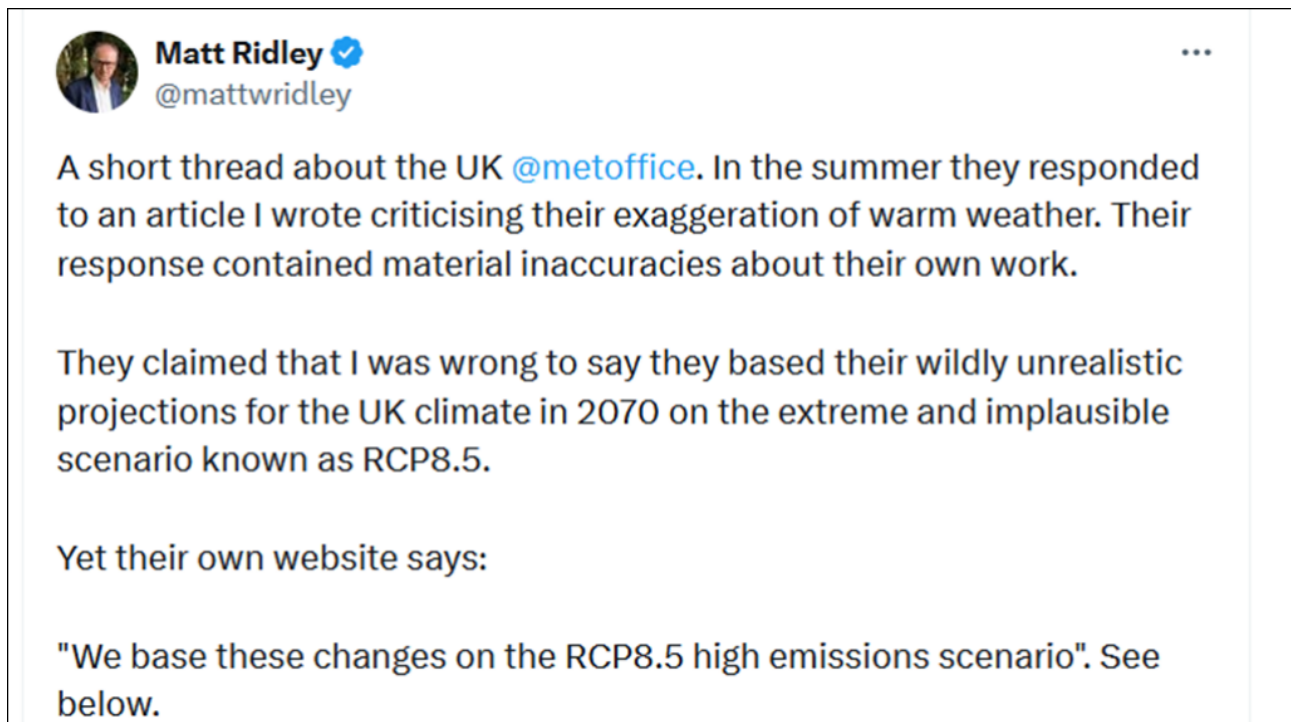 Matt Ridley
@mattwridley
A short thread about the UK @metoffice. In the summer they responded
to an article I wrote criticising their exaggeration of warm weather. Their
response contained material inaccuracies about their own work.
They claimed that I was wrong to say they based their wildly unrealistic
projections for the UK climate in 2070 on the extreme and implausible
scenario known as RCP8.5.
Yet their own website says:
"We base these changes on the RCP8.5 high emissions scenario". See
below.